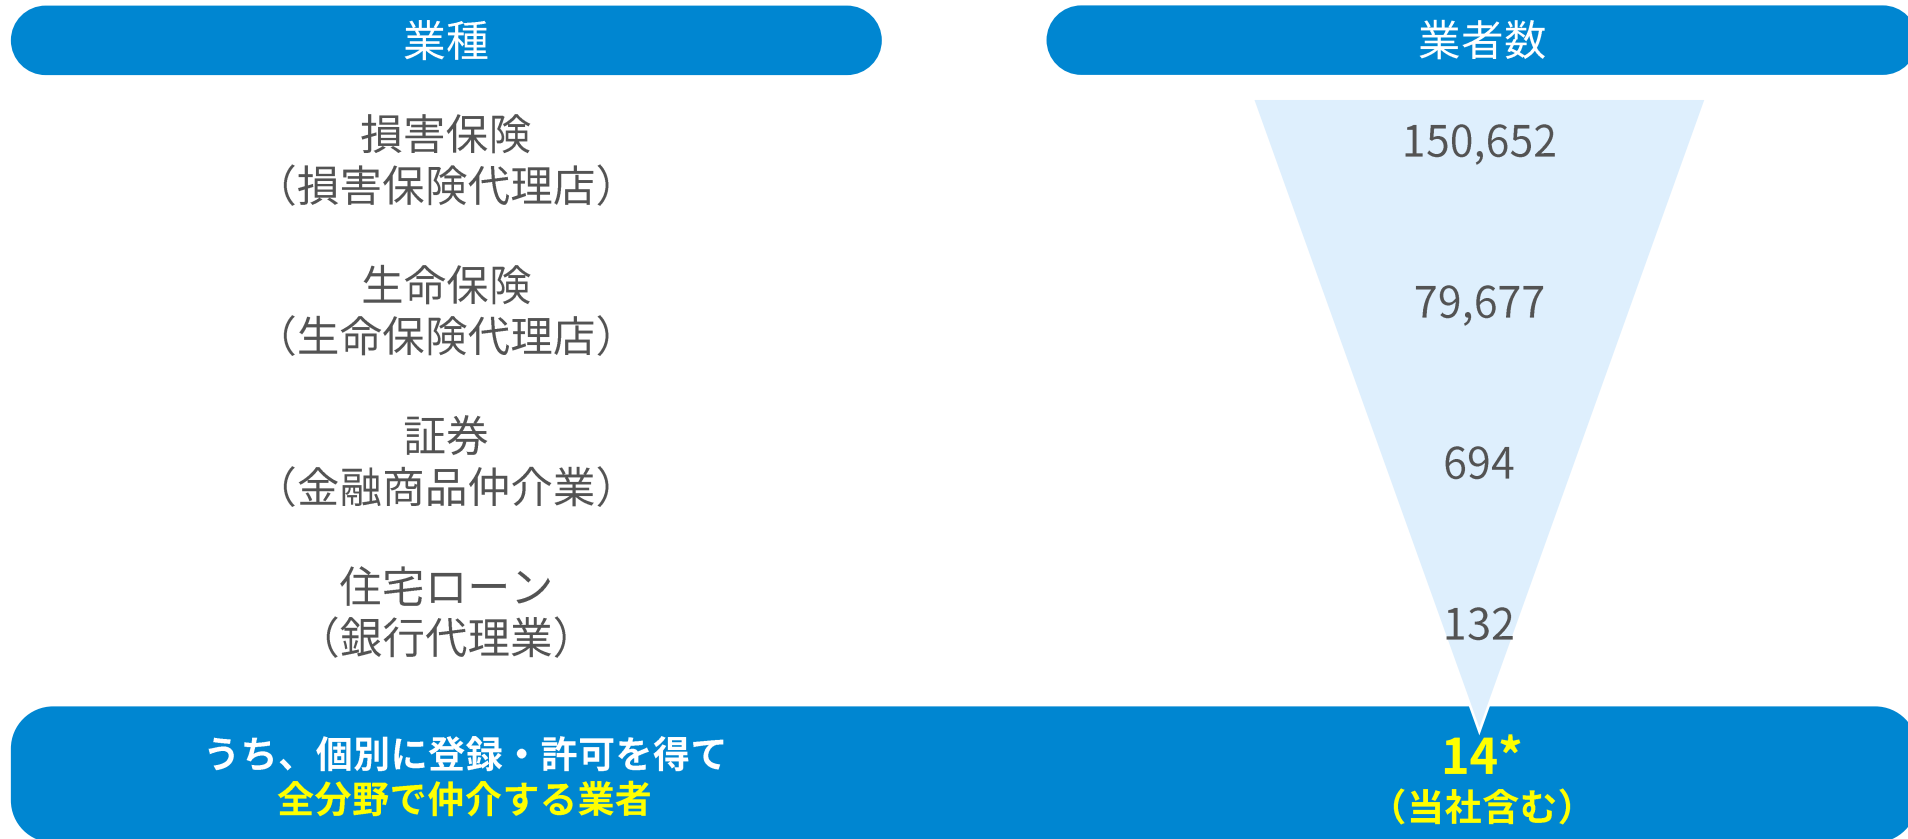 業種
業者数
損害保険
（損害保険代理店）
150,652
生命保険
（生命保険代理店）
79,677
証券
（金融商品仲介業）
694
住宅ローン
（銀行代理業）
132
うち、個別に登録・許可を得て
全分野で仲介する業者
14*
（当社含む）